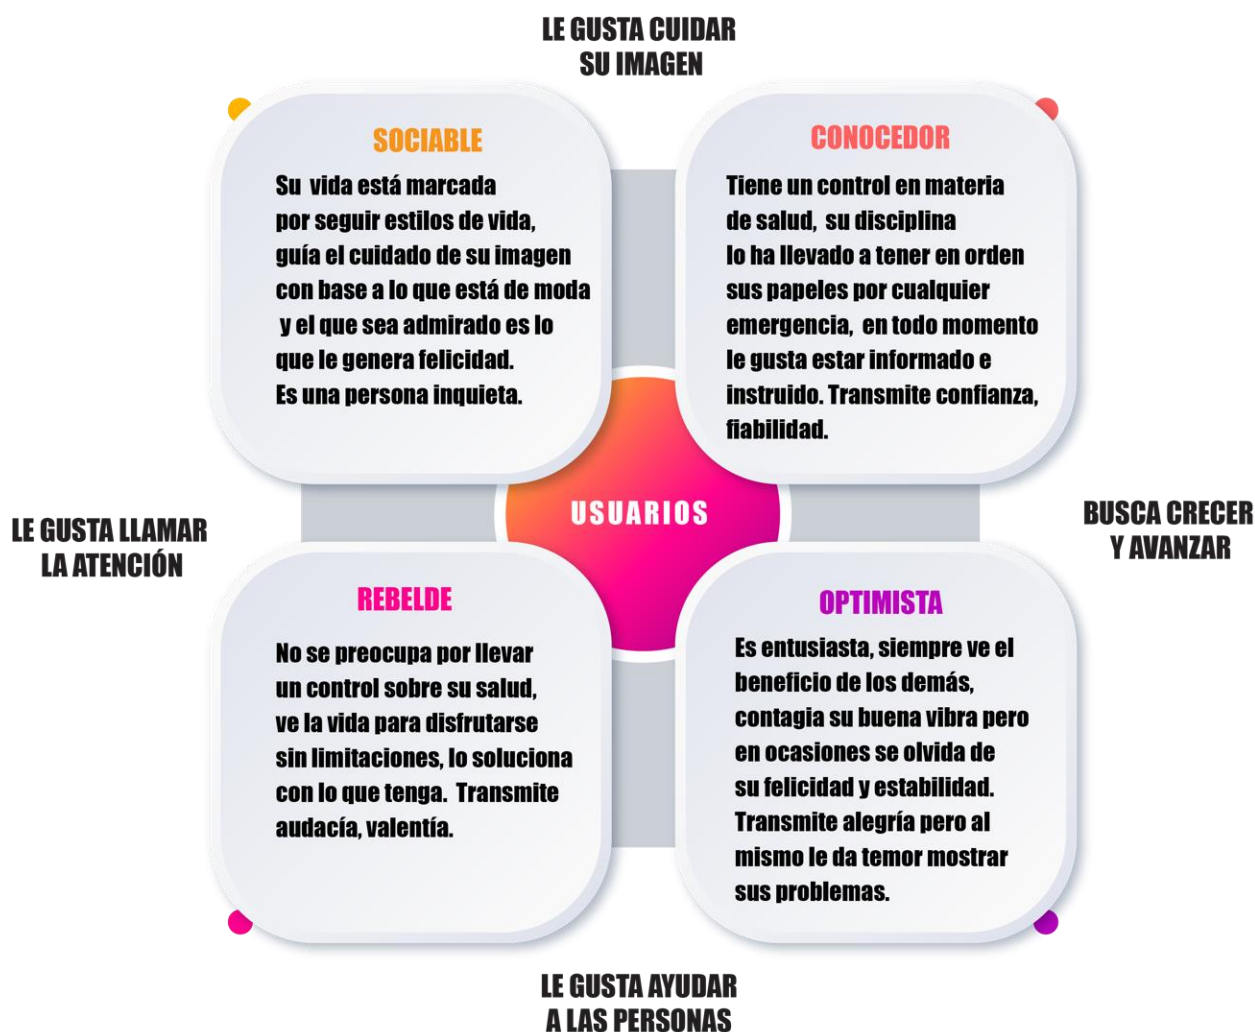 LE GUSTA CUIDAR
SU IMAGEN
SOCIABLE
Su vida está marcada
por seguir estilos de vida,
guía el cuidado de su imagen
con base a lo que está de moda
y el que sea admirado es lo
que le genera felicidad.
Es una persona inquieta.
CONOCEDOR
Tiene un control en materia
de salud, su disciplina
lo ha llevado a tener en orden
sus papeles por cualquier
emergencia, en todo momento
le gusta estar informado e
instruido. Transmite confianza,
fiabilidad.
LE GUSTA LLAMAR
LA ATENCIÓN
USUARIOS
BUSCA CRECER
Y AVANZAR
REBELDE
No se preocupa por llevar
un control sobre su salud,
ve la vida para disfrutarse
sin limitaciones, lo soluciona
con lo que tenga. Transmite
audacía, valentía.
OPTIMISTA
Es entusiasta, siempre ve el
beneficio de los demás,
contagia su buena vibra pero
en ocasiones se olvida de
su felicidad y estabilidad.
Transmite alegría pero al
mismo le da temor mostrar
sus problemas.
LE GUSTA AYUDAR
A LAS PERSONAS